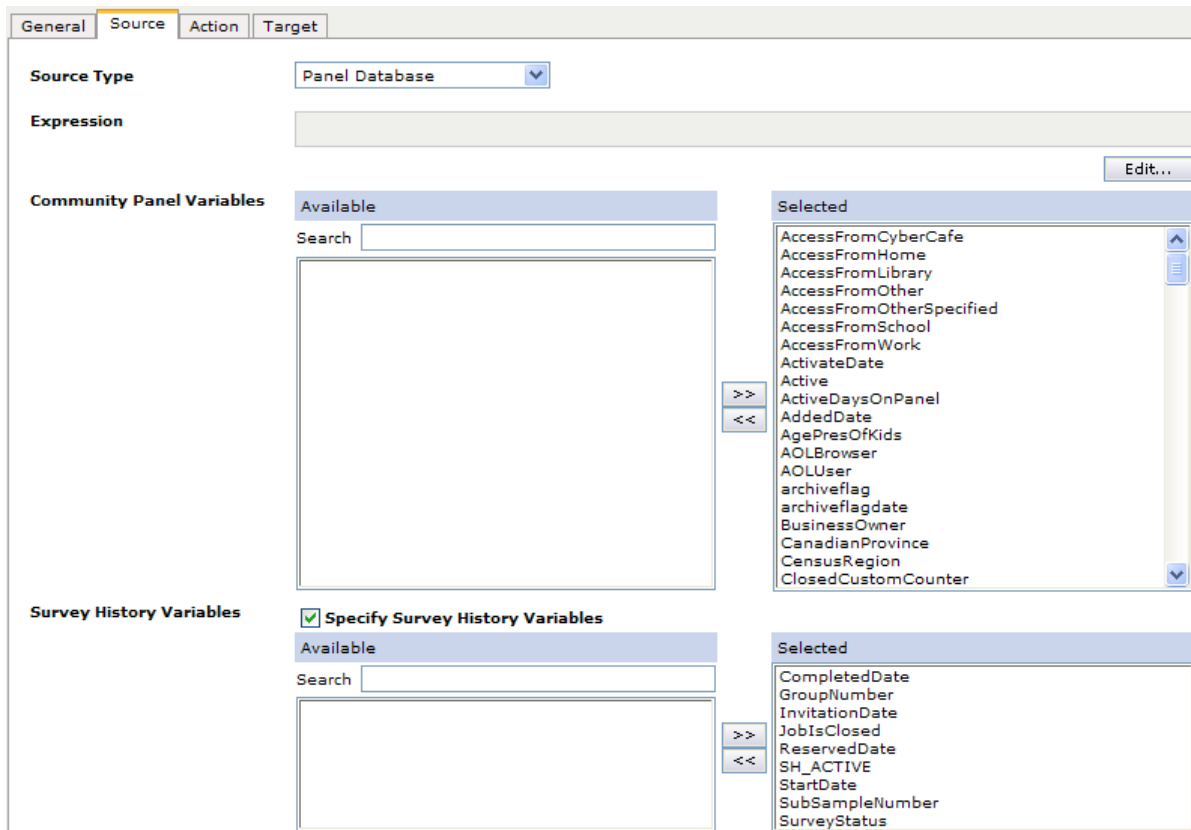 General Source Action Target
Source Type Panel Database
Expression
Edit...
Community Panel Variables Available Selected
Search
AccessFromCyberCafe
AccessFromHome
AccessFromLibrary
AccessFromOther
AccessFromOtherSpecified
AccessFromSchool
AccessFromWork
ActivateDate
Active
ActiveDaysOnPanel
AddedDate
AgePresOfKids
AOLBrowser
AOLUser
archiveflag
archiveflagdate
BusinessOwner
CanadianProvince
CensusRegion
ClosedCustomCounter
>>
<<
Survey History Variables Specify Survey History Variables
Available Selected
Search
CompletedDate
GroupNumber
InvitationDate
JobIsClosed
ReservedDate
SH_ACTIVE
StartDate
SubSampleNumber
SurveyStatus
>>
<<